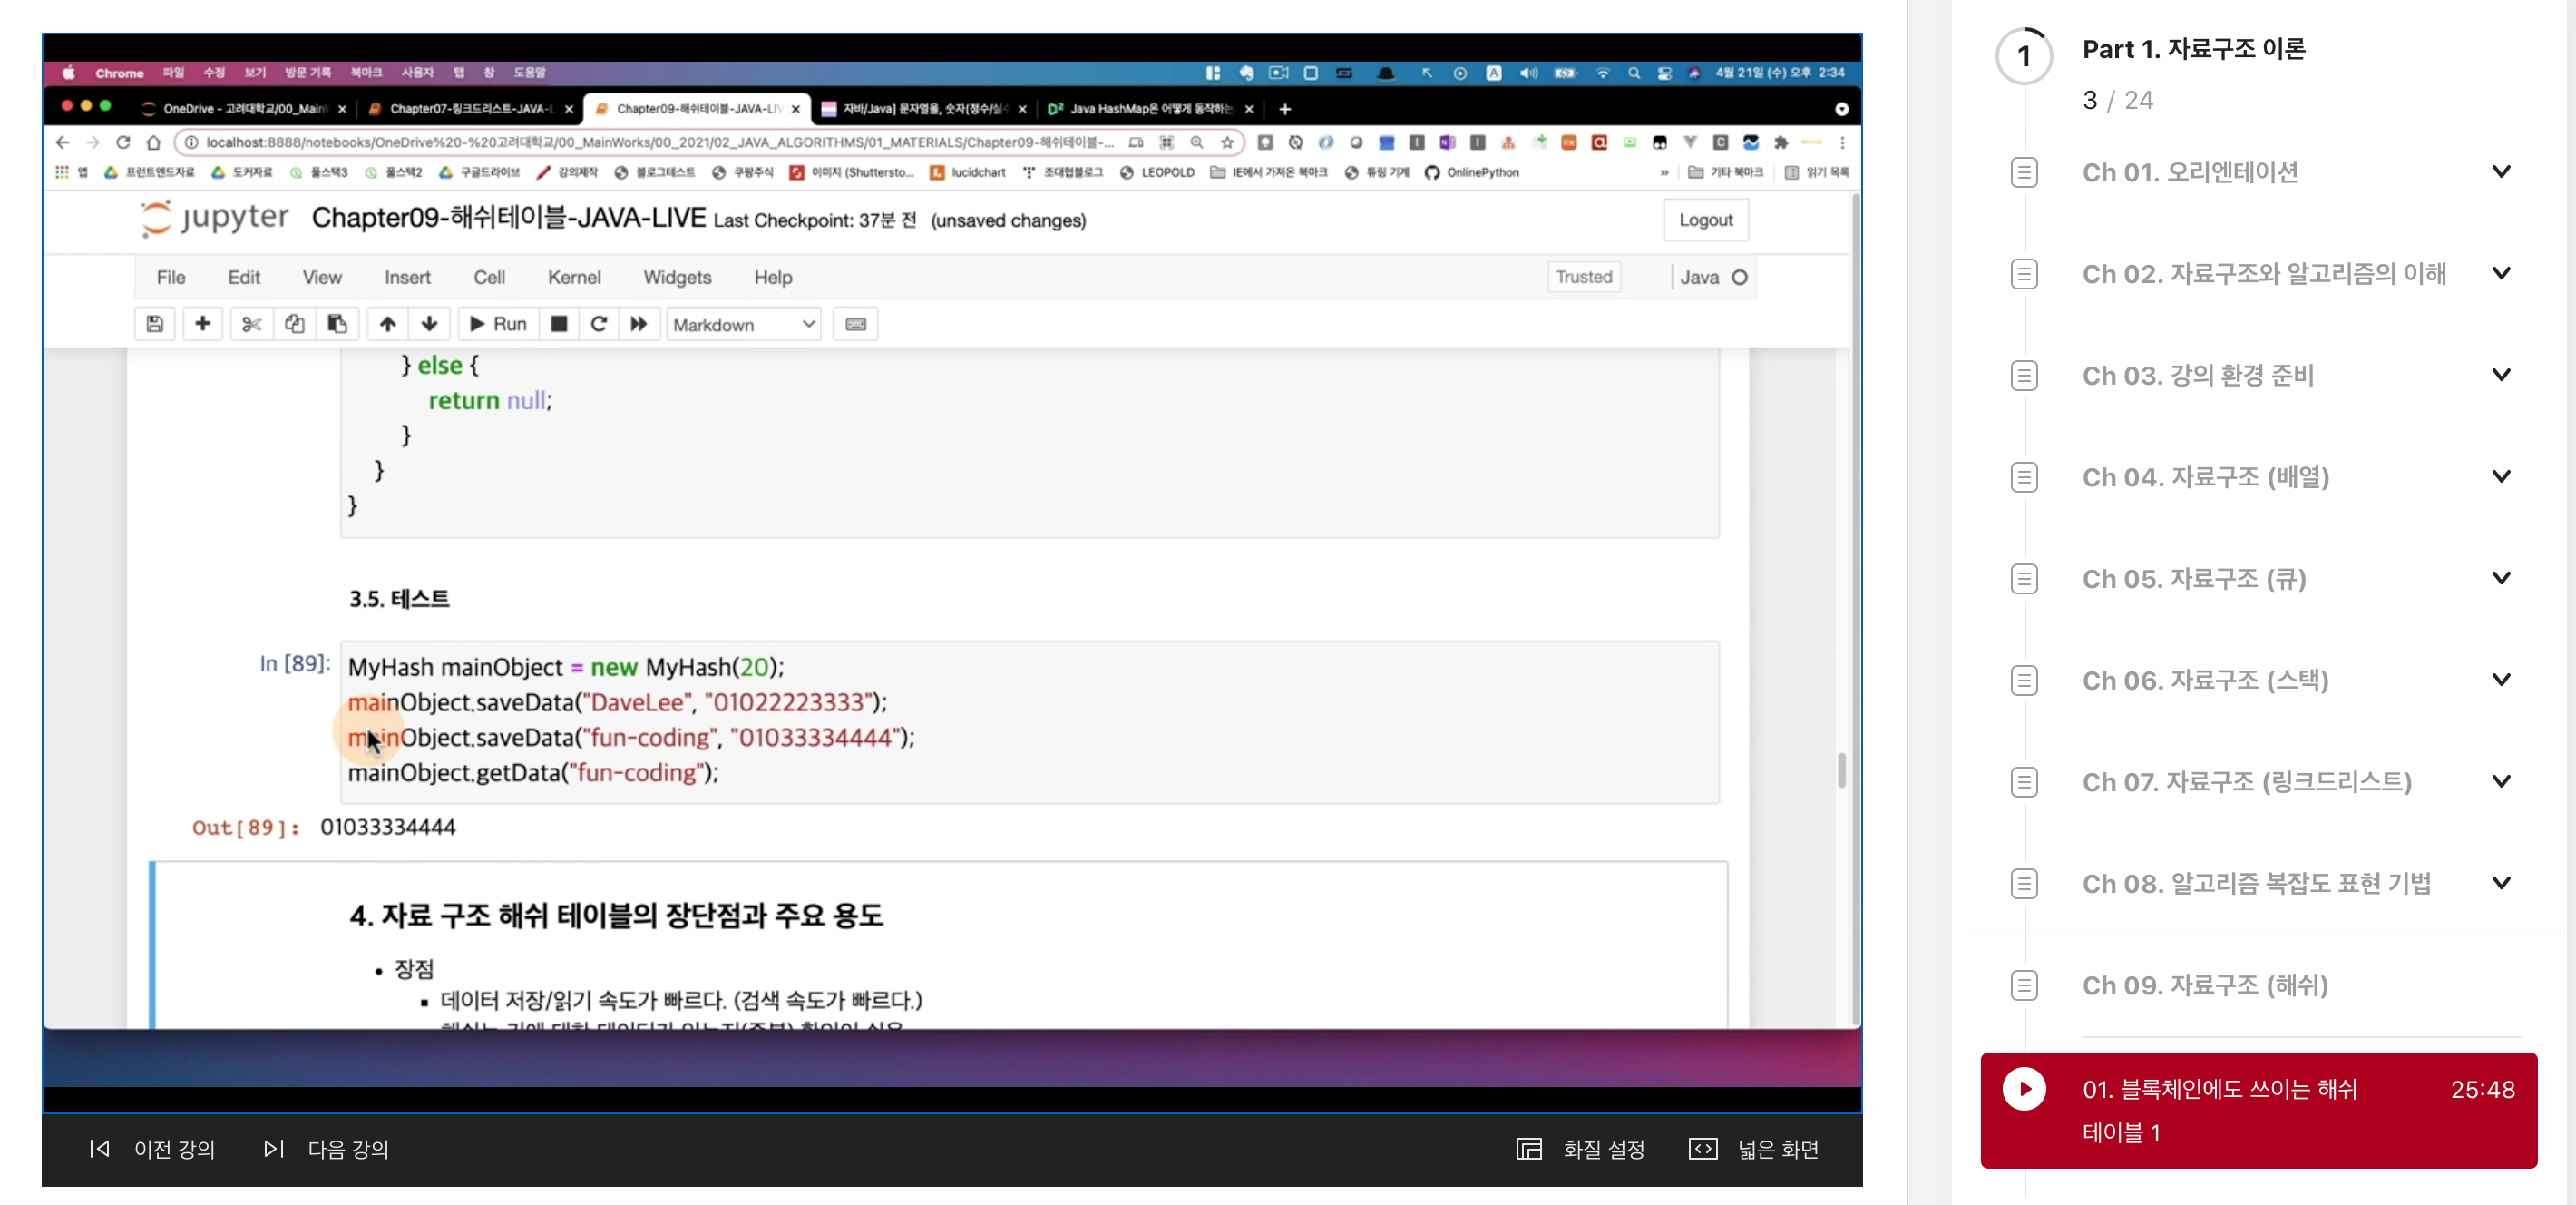 Chrome 파일 수정 보기 방문 기록 북마크 사용자 탭 창 도움말 4월 21일 (수) 오후 2:34
OneDrive - 고려대학교/00_Main Chapter07-링크드리스트-JAVA-L Chapter09-해쉬테이블-JAVA-LIV 자바/Java] 문자열을, 숫자(정수/실수 Java HashMap은 어떻게 동작하는
localhost:8888/notebooks/OneDrive%20-%20고려대학교/00_MainWorks/00_2021/02_JAVA_ALGORITHMS/01_MATERIALS/Chapter09-해쉬테이블-...
앱 프런트엔드자료 도커자료 풀스택3 풀스택2 구글드라이브 강의제작 블로그테스트 쿠팡주식 이미지 (Shuttersto... lucidchart 조대협블로그 LEOPOLD IE에서 가져온 북마크 튜링 기계 OnlinePython » 기타 북마크 읽기 목록
jupyter Chapter09-해쉬테이블-JAVA-LIVE Last Checkpoint: 37분 전 (unsaved changes) Logout
File Edit View Insert Cell Kernel Widgets Help Trusted Java
Run Markdown
} else {
return null;
}
}
}
3.5. 테스트
In [89]: MyHash mainObject = new MyHash(20);
mainObject.saveData("DaveLee", "01022223333");
mainObject.saveData("fun-coding", "01033334444");
mainObject.getData("fun-coding");
Out[89]: 01033334444
4. 자료 구조 해쉬 테이블의 장단점과 주요 용도
• 장점
▪ 데이터 저장/읽기 속도가 빠르다. (검색 속도가 빠르다.)
이전 강의 다음 강의 화질 설정 넓은 화면
1 Part 1. 자료구조 이론
3 / 24
Ch 01. 오리엔테이션
Ch 02. 자료구조와 알고리즘의 이해
Ch 03. 강의 환경 준비
Ch 04. 자료구조 (배열)
Ch 05. 자료구조 (큐)
Ch 06. 자료구조 (스택)
Ch 07. 자료구조 (링크드리스트)
Ch 08. 알고리즘 복잡도 표현 기법
Ch 09. 자료구조 (해쉬)
01. 블록체인에도 쓰이는 해쉬 25:48
테이블 1